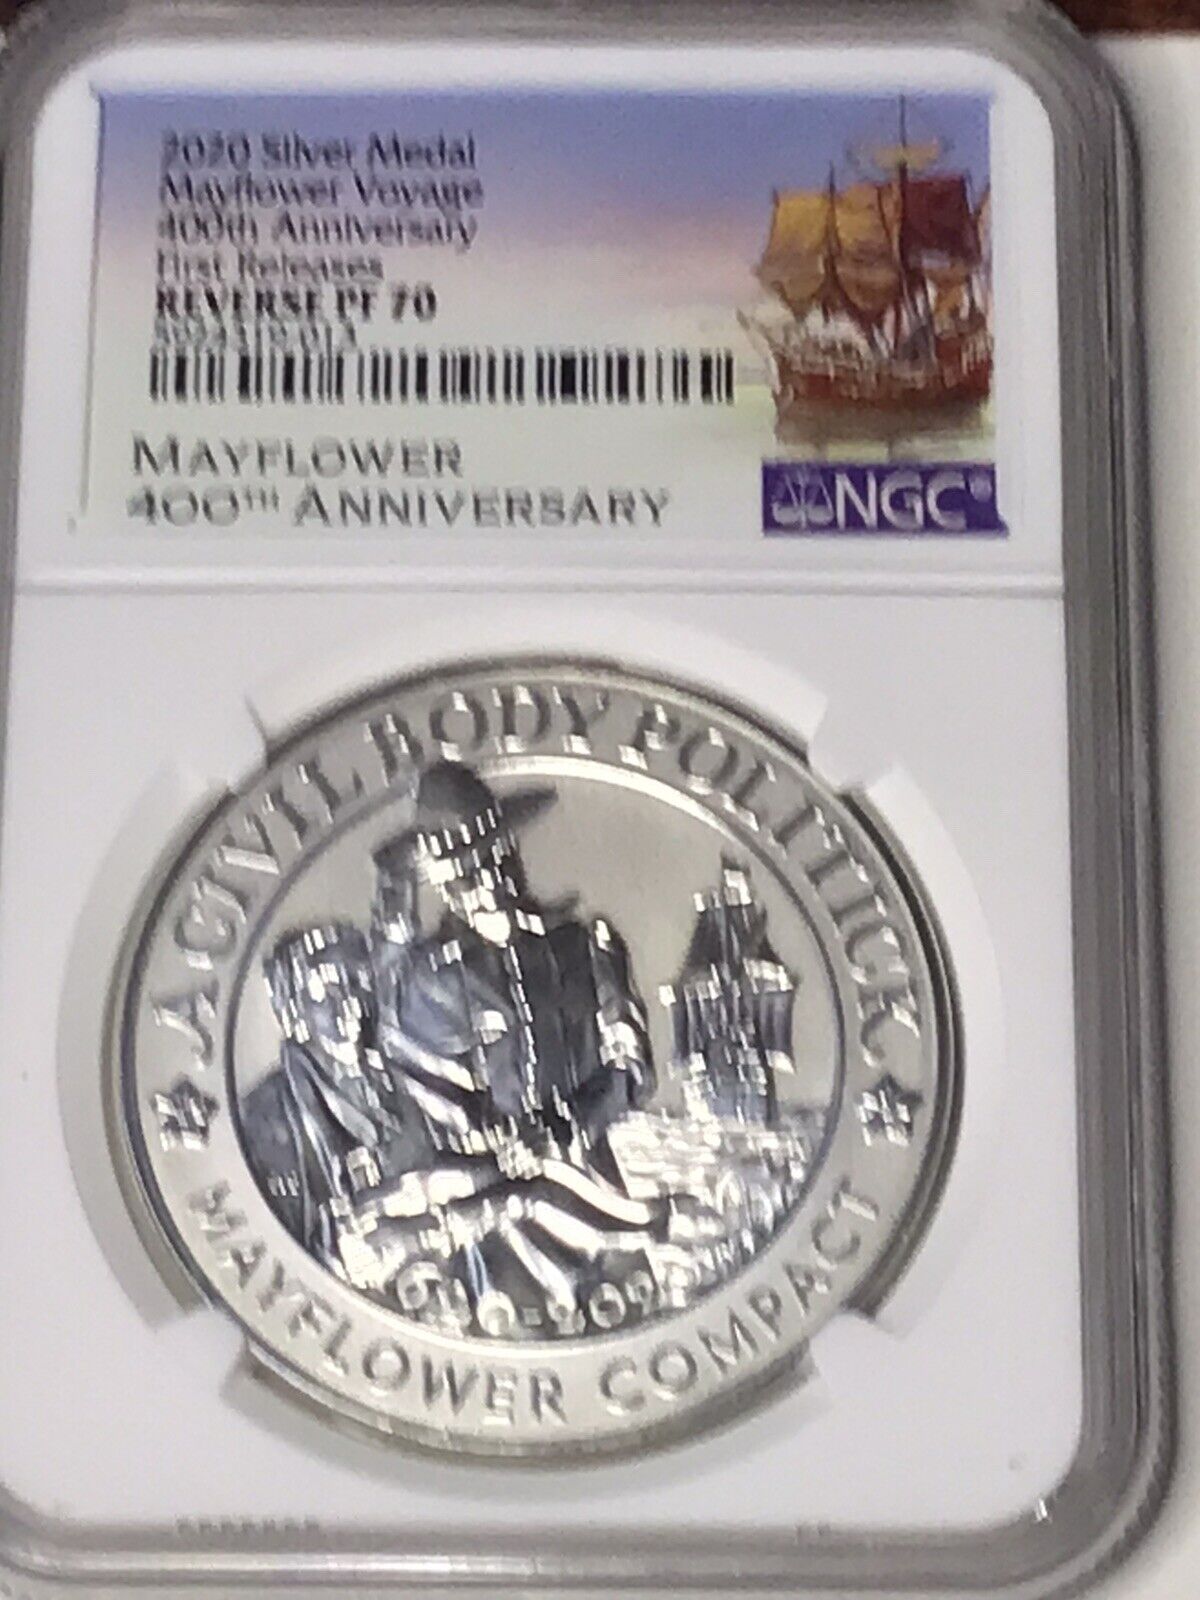 2020 Silver Medal
Mayflower Voyage
400th Anniversary
First Releases
REVERSE PF 70
MAYFLOWER
400TH ANNIVERSARY
NGC
A CIVIL BODY POLITICK
MAYFLOWER COMPACT